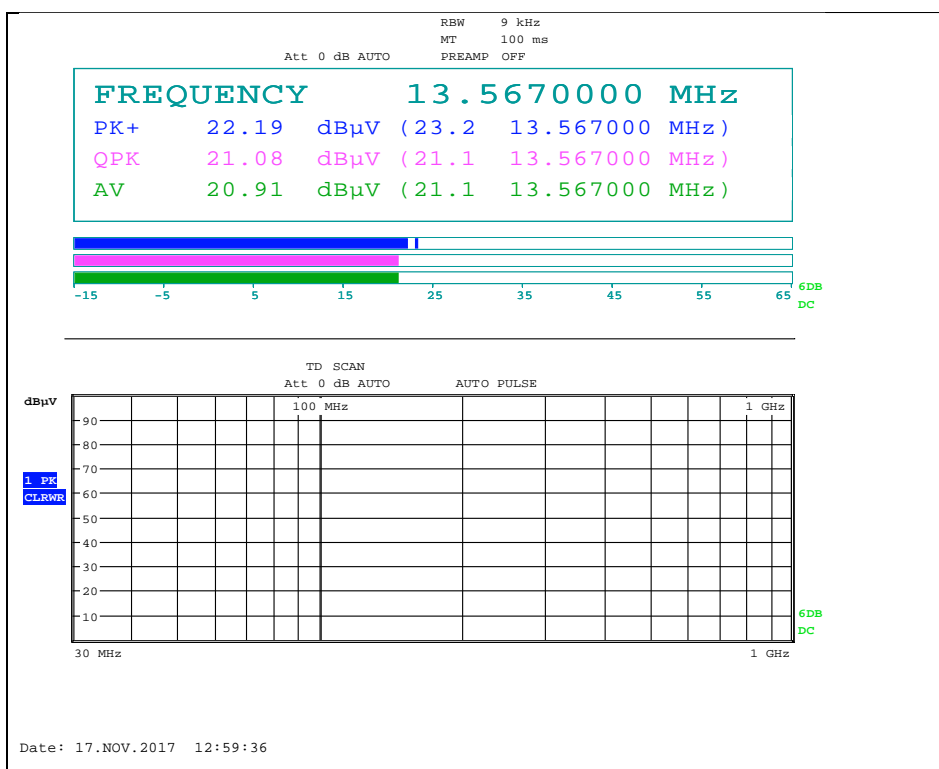 RBW 9 kHz
MT 100 ms
Att 0 dB AUTO PREAMP OFF
FREQUENCY 13.5670000 MHz
PK+ 22.19 dBµV (23.2 13.567000 MHz)
QPK 21.08 dBµV (21.1 13.567000 MHz)
AV 20.91 dBµV (21.1 13.567000 MHz)
-15 -5 5 15 25 35 45 55 65
6DB
DC
TD SCAN
Att 0 dB AUTO AUTO PULSE
dBµV
100 MHz 1 GHz
90
80
70
1 PK
CLRWR
60
50
40
30
20
10
6DB
DC
30 MHz 1 GHz
Date: 17.NOV.2017 12:59:36